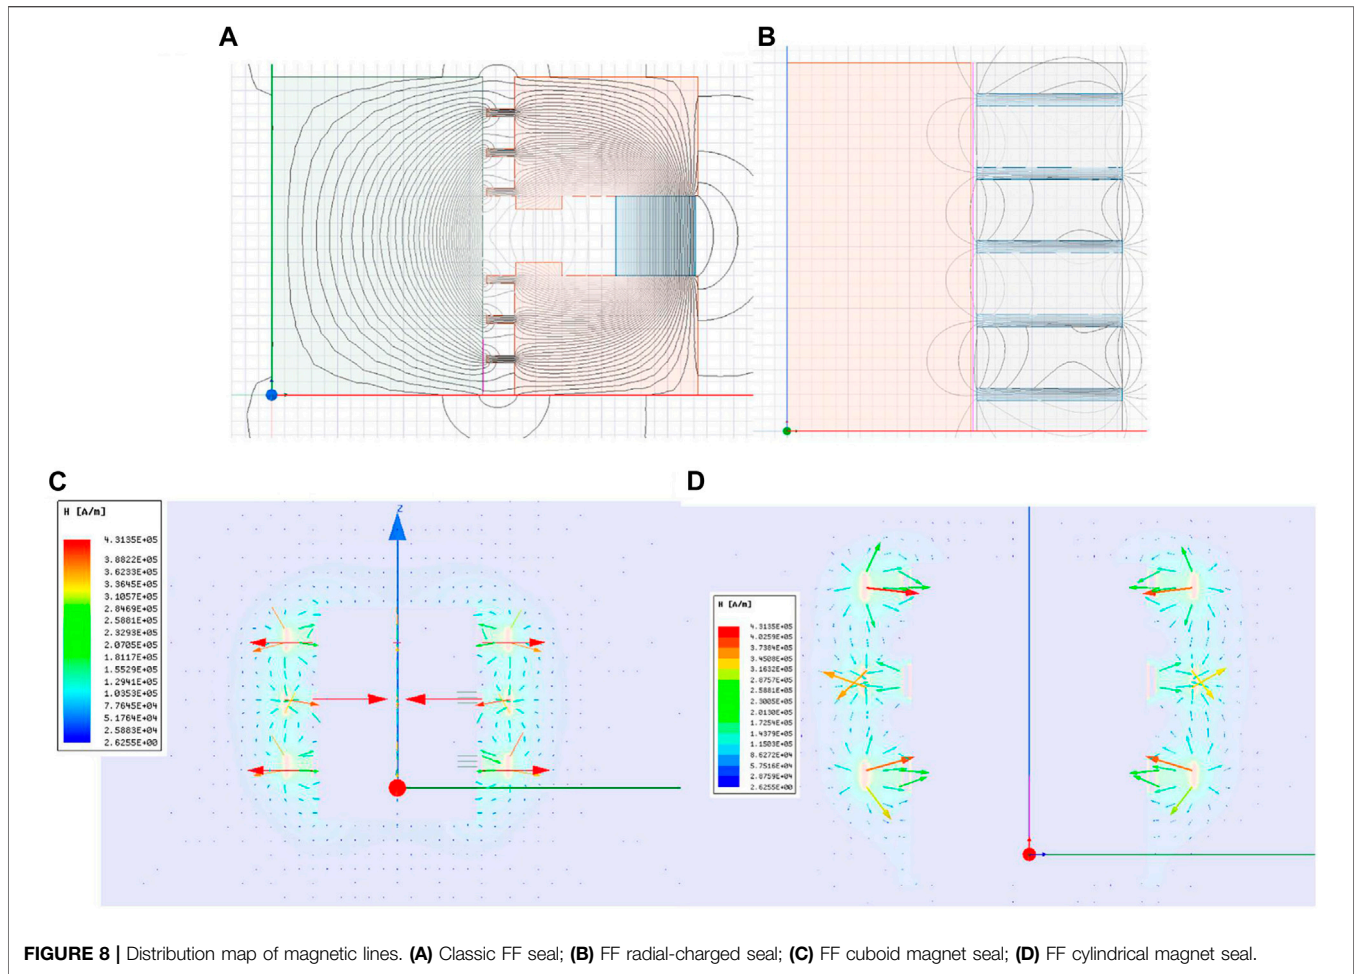 A
B
C
H [A/m]
4.3135E+05
3.8822E+05
3.6233E+05
3.3645E+05
3.1057E+05
2.8469E+05
2.5881E+05
2.3293E+05
2.0705E+05
1.8117E+05
1.5529E+05
1.2941E+05
1.0353E+05
7.7645E+04
5.1764E+04
2.5883E+04
2.6255E+00
Z
D
H [A/m]
4.3135E+05
4.0259E+05
3.7384E+05
3.4508E+05
3.1632E+05
2.8757E+05
2.5881E+05
2.3005E+05
2.0130E+05
1.7254E+05
1.4379E+05
1.1503E+05
8.6272E+04
5.7516E+04
2.8759E+04
2.6255E+00
FIGURE 8 | Distribution map of magnetic lines. (A) Classic FF seal; (B) FF radial-charged seal; (C) FF cuboid magnet seal; (D) FF cylindrical magnet seal.